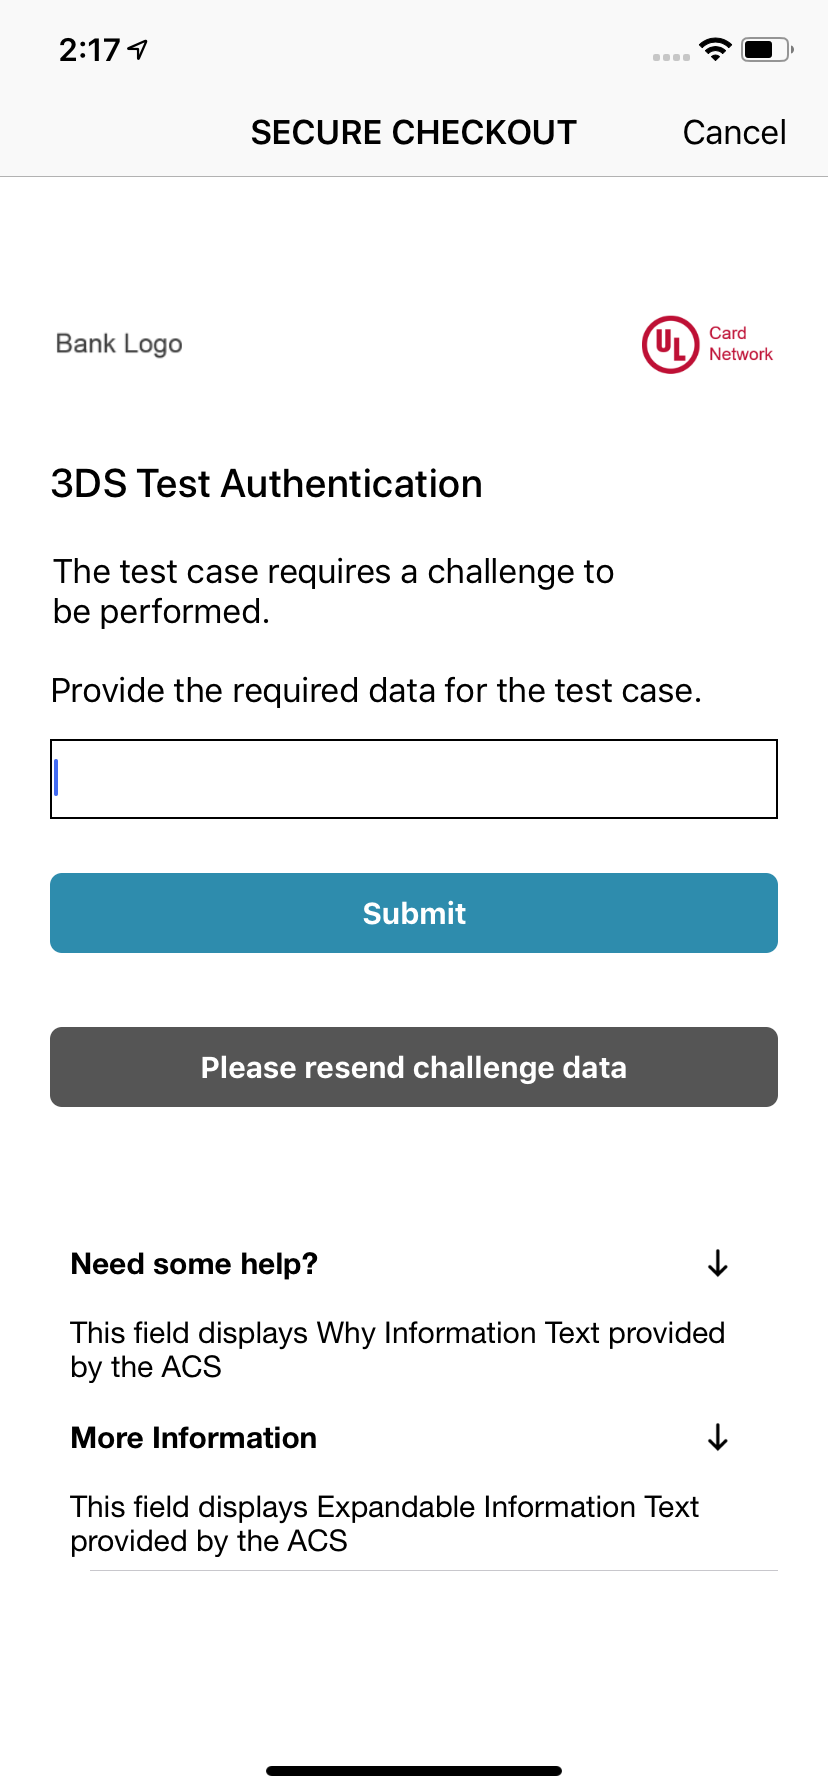 2:17
SECURE CHECKOUT
Cancel
Bank Logo
UL
Card
Network
3DS Test Authentication
The test case requires a challenge to
be performed.
Provide the required data for the test case.
Submit
Please resend challenge data
Need some help?
This field displays Why Information Text provided
by the ACS
More Information
This field displays Expandable Information Text
provided by the ACS